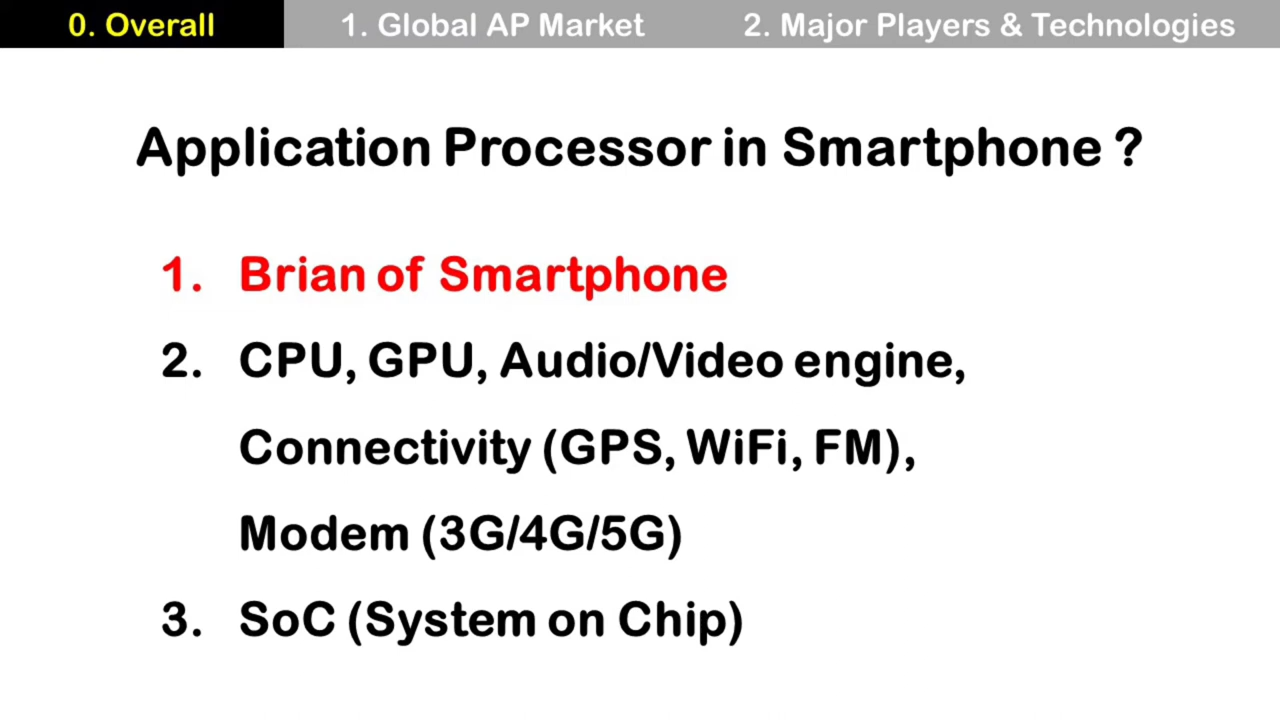 0. Overall
1. Global AP Market
2. Major Players & Technologies
Application Processor in Smartphone ?
1. Brian of Smartphone
2. CPU, GPU, Audio/Video engine,
Connectivity (GPS, WiFi, FM),
Modem (3G/4G/5G)
3. SoC (System on Chip)